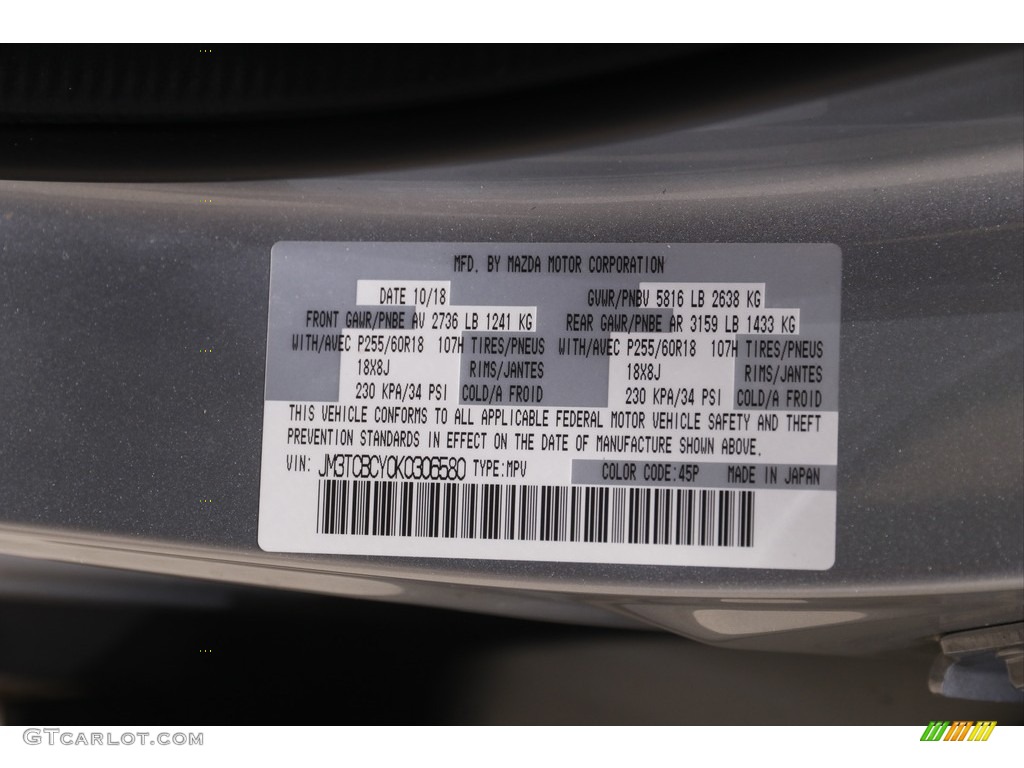 MFD. BY MAZDA MOTOR CORPORATION
DATE 10/18 GVWR/PNBV 5816 LB 2638 KG
FRONT GAWR/PNBE AV 2736 LB 1241 KG REAR GAWR/PNBE AR 3159 LB 1433 KG
WITH/AVEC P255/60R18 107H TIRES/PNEUS WITH/AVEC P255/60R18 107H TIRES/PNEUS
18X8J RIMS/JANTES 18X8J RIMS/JANTES
230 KPA/34 PSI COLD/A FROID 230 KPA/34 PSI COLD/A FROID
THIS VEHICLE CONFORMS TO ALL APPLICABLE FEDERAL MOTOR VEHICLE SAFETY AND THEFT
PREVENTION STANDARDS IN EFFECT ON THE DATE OF MANUFACTURE SHOWN ABOVE.
VIN: JM3TCBCY0K0306580 TYPE:MPV COLOR CODE:45P MADE IN JAPAN
GTCarLot.com